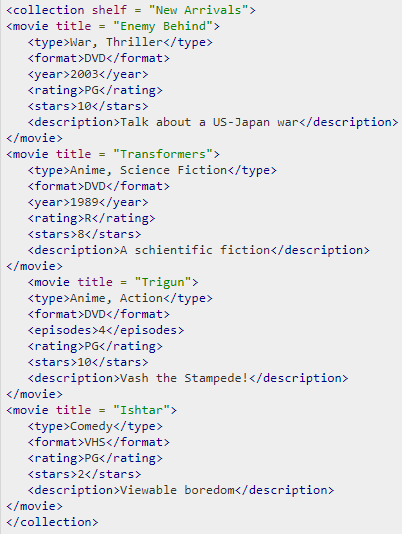 <collection shelf = "New Arrivals">
<movie title = "Enemy Behind">
   <type>War, Thriller</type>
   <format>DVD</format>
   <year>2003</year>
   <rating>PG</rating>
   <stars>10</stars>
   <description>Talk about a US-Japan war</description>
</movie>
<movie title = "Transformers">
   <type>Anime, Science Fiction</type>
   <format>DVD</format>
   <year>1989</year>
   <rating>R</rating>
   <stars>8</stars>
   <description>A schientific fiction</description>
</movie>
   <movie title = "Trigun">
   <type>Anime, Action</type>
   <format>DVD</format>
   <episodes>4</episodes>
   <rating>PG</rating>
   <stars>10</stars>
   <description>Vash the Stampede!</description>
</movie>
<movie title = "Ishtar">
   <type>Comedy</type>
   <format>VHS</format>
   <rating>PG</rating>
   <stars>2</stars>
   <description>Viewable boredom</description>
</movie>
</collection>